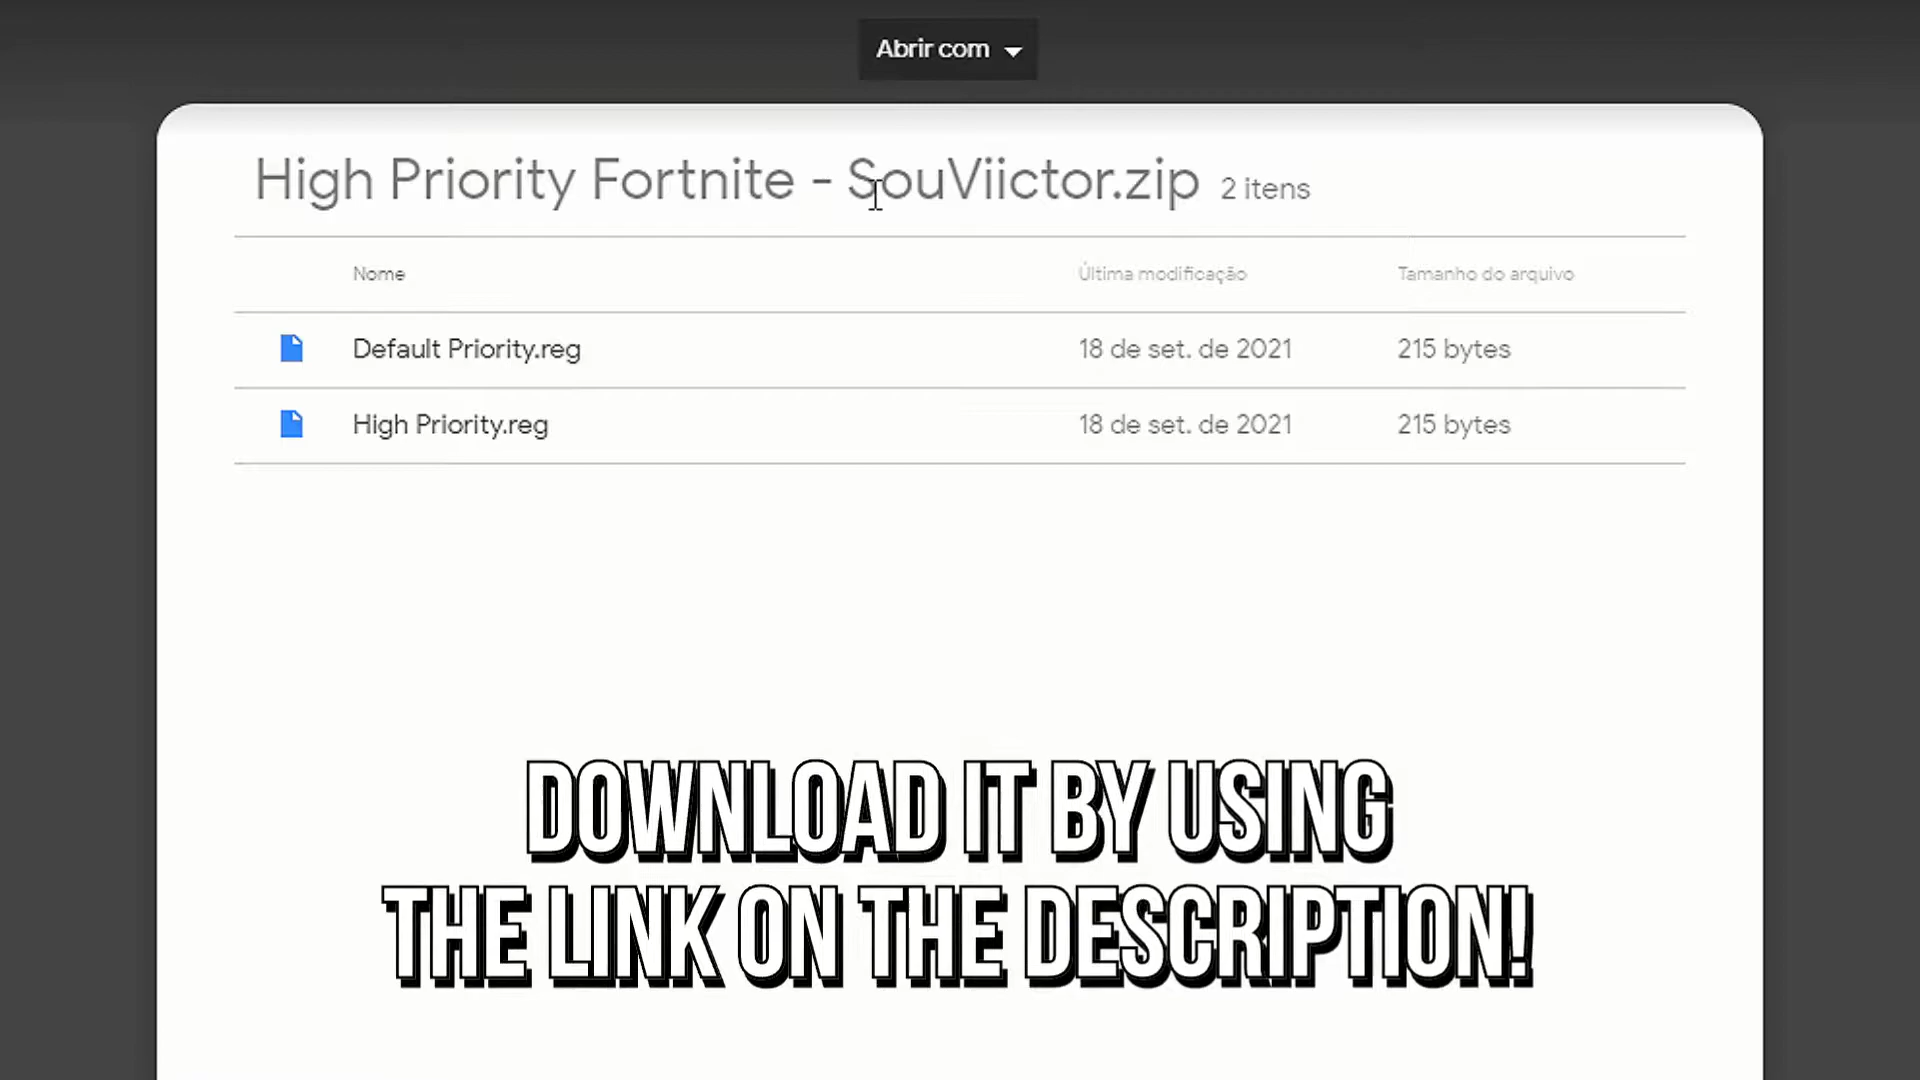 Abrir com
High Priority Fortnite - SouViictor.zip 2 itens
Nome Última modificação Tamanho do arquivo
Default Priority.reg 18 de set. de 2021 215 bytes
High Priority.reg 18 de set. de 2021 215 bytes
DOWNLOAD IT BY USING
THE LINK ON THE DESCRIPTION!